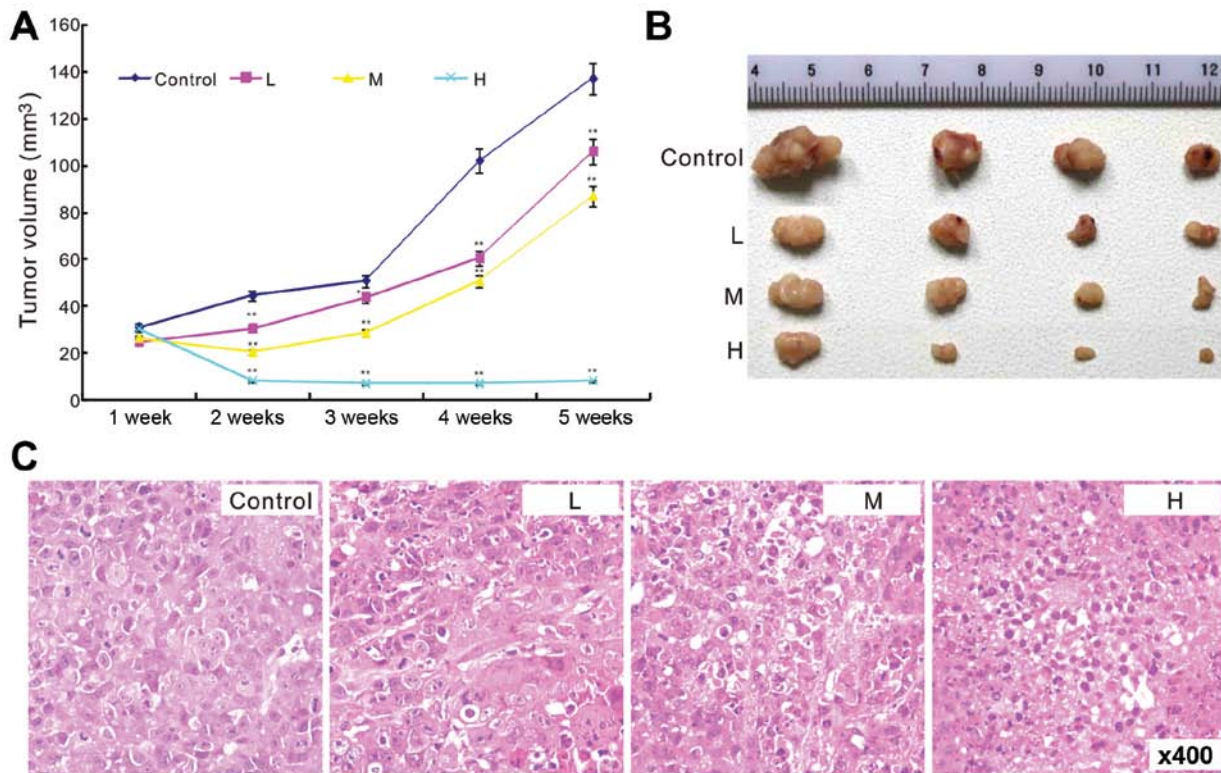 A
160
140
120
100
80
60
40
20
0
Tumor volume (mm³)
Control L M H
**
**
**
**
**
**
**
**
**
**
**
1 week 2 weeks 3 weeks 4 weeks 5 weeks
B
4 5 6 7 8 9 10 11 12
Control
L
M
H
C
Control L M H
x400